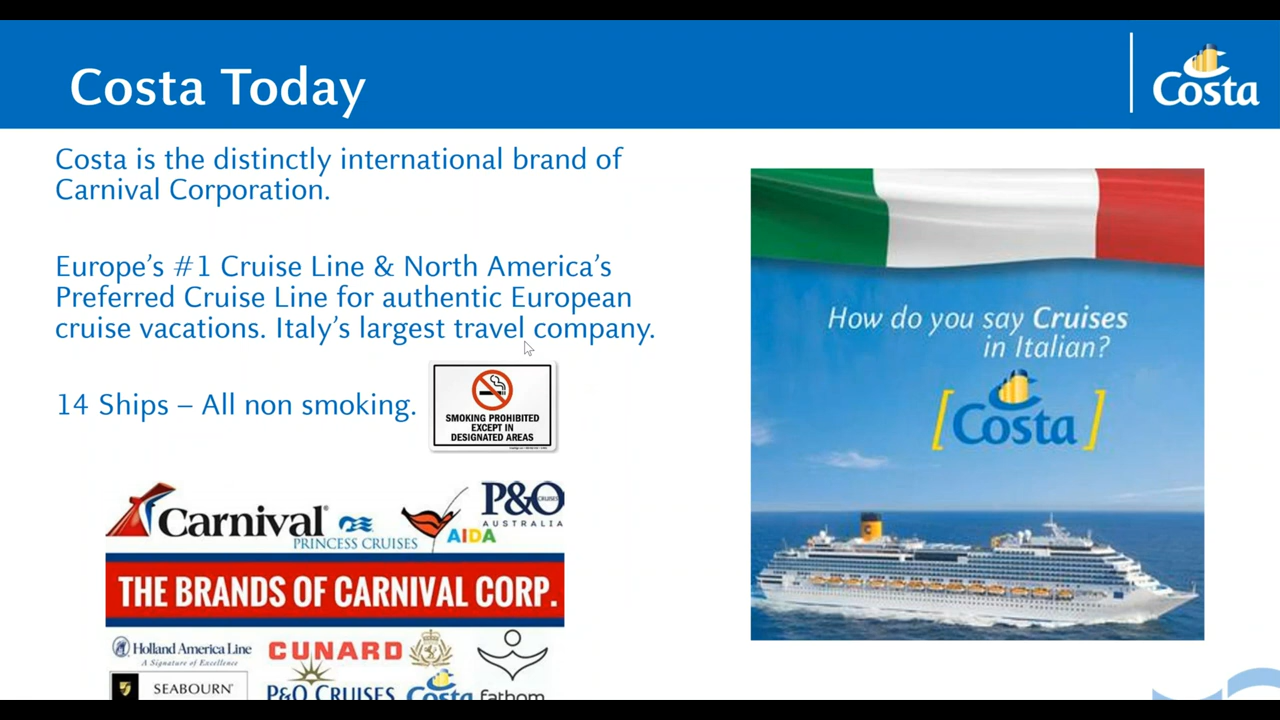 Costa Today
Costa
Costa is the distinctly international brand of
Carnival Corporation.
Europe's #1 Cruise Line & North America's
Preferred Cruise Line for authentic European
cruise vacations. Italy's largest travel company.
14 Ships – All non smoking.
SMOKING PROHIBITED
EXCEPT IN
DESIGNATED AREAS
How do you say Cruises
in Italian?
[Costa]
Carnival®
PRINCESS CRUISES
AIDA
P&O CRUISES
AUSTRALIA
THE BRANDS OF CARNIVAL CORP.
Holland America Line
A Signature of Excellence
CUNARD
SEABOURN
P&O CRUISES
Costa
fathom